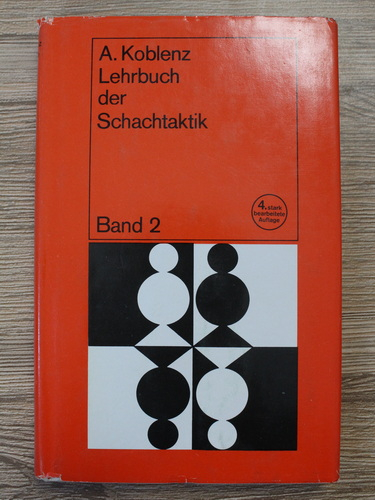 A. Koblenz
Lehrbuch
der
Schachtaktik
4. stark
bearbeitete
Auflage
Band 2